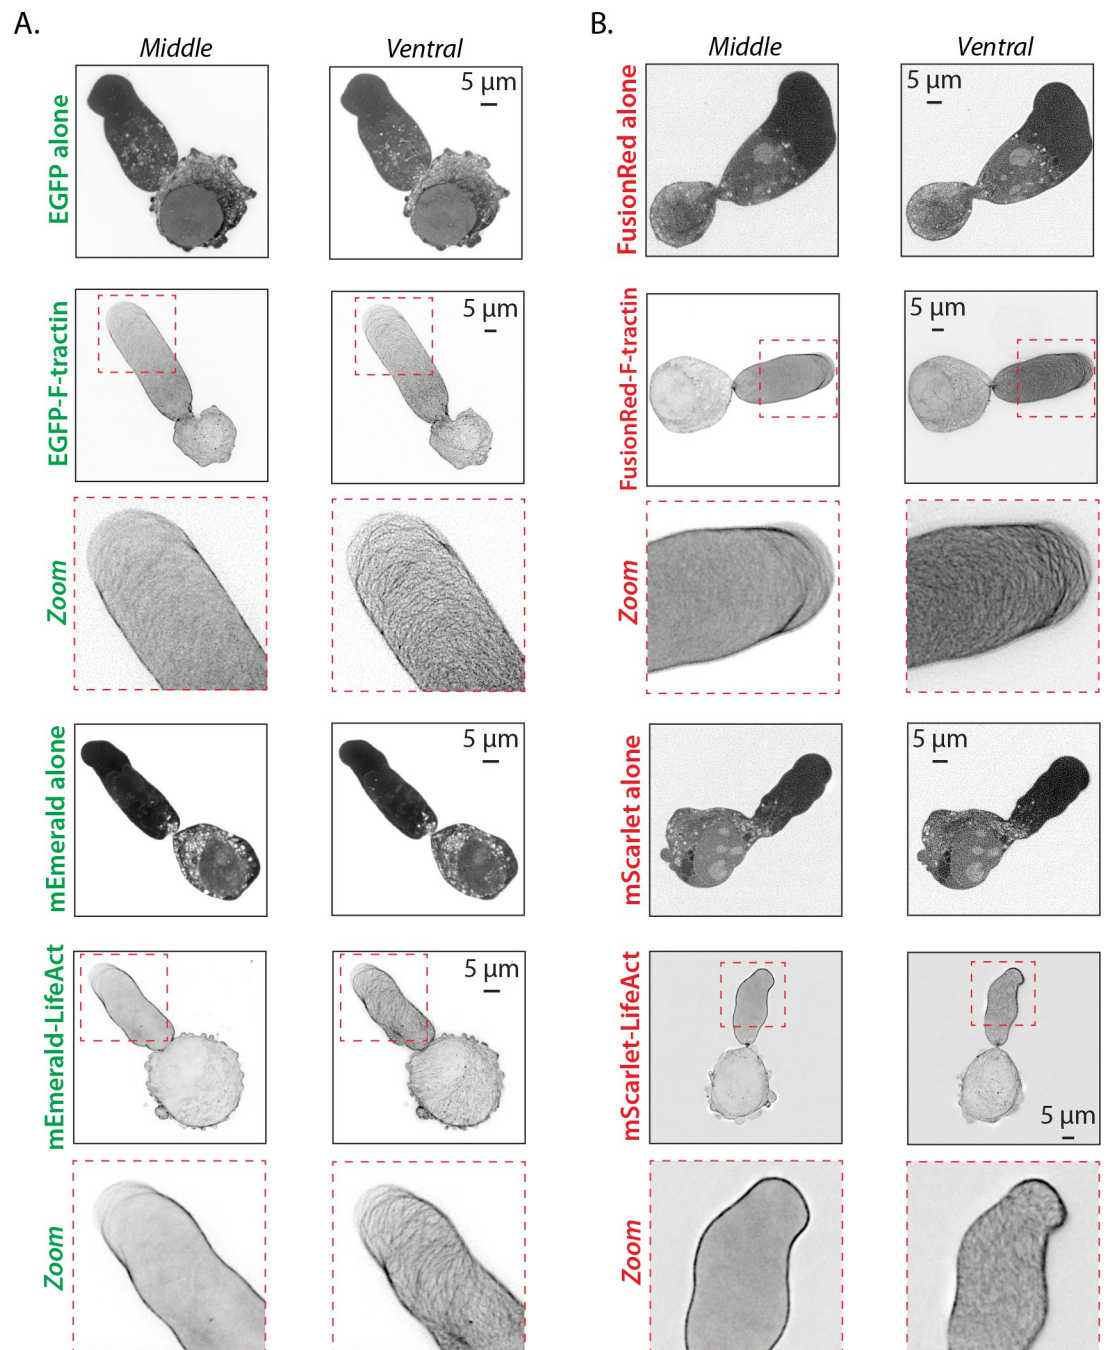 A.
Middle
Ventral
EGFP alone
5 µm
EGFP-F-tractin
5 µm
Zoom
mEmerald alone
5 µm
mEmerald-LifeAct
5 µm
Zoom
B.
Middle
Ventral
FusionRed alone
5 µm
FusionRed-F-tractin
5 µm
Zoom
mScarlet alone
5 µm
mScarlet-LifeAct
5 µm
Zoom